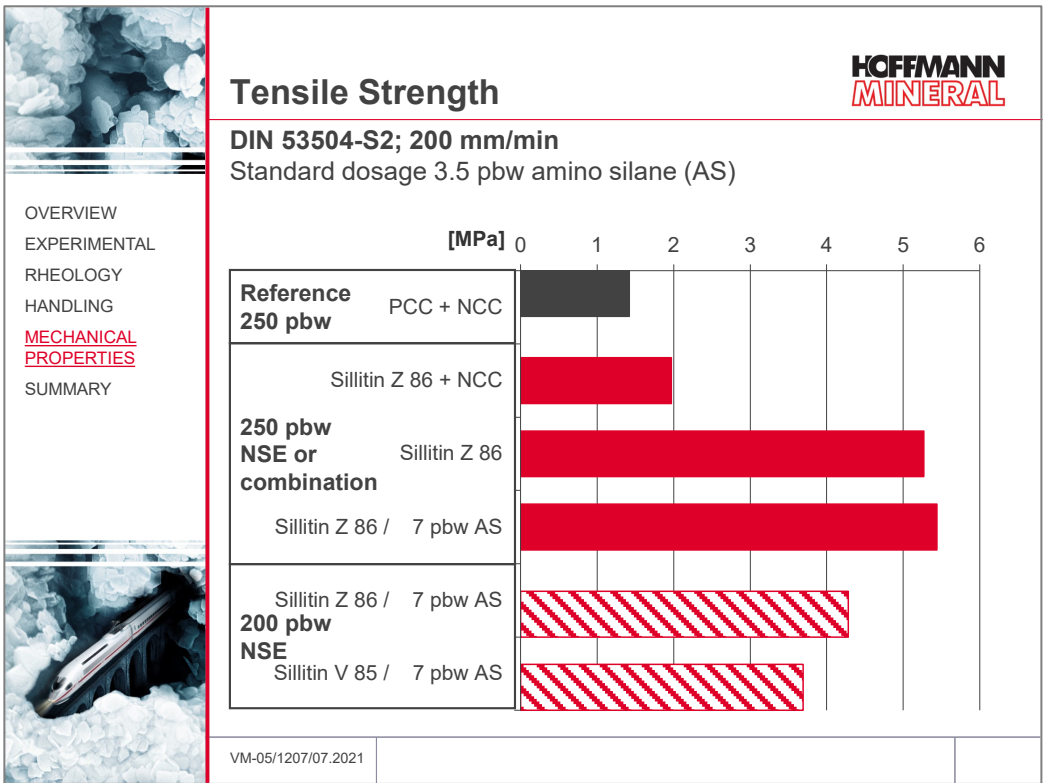 HOFFMANN
MINERAL
Tensile Strength
DIN 53504-S2; 200 mm/min
Standard dosage 3.5 pbw amino silane (AS)
OVERVIEW
EXPERIMENTAL
RHEOLOGY
HANDLING
MECHANICAL
PROPERTIES
SUMMARY
[MPa] 0 1 2 3 4 5 6
Reference
250 pbw
PCC + NCC
Sillitin Z 86 + NCC
250 pbw
NSE or
combination
Sillitin Z 86
Sillitin Z 86 / 7 pbw AS
Sillitin Z 86 / 7 pbw AS
200 pbw
NSE
Sillitin V 85 / 7 pbw AS
VM-05/1207/07.2021